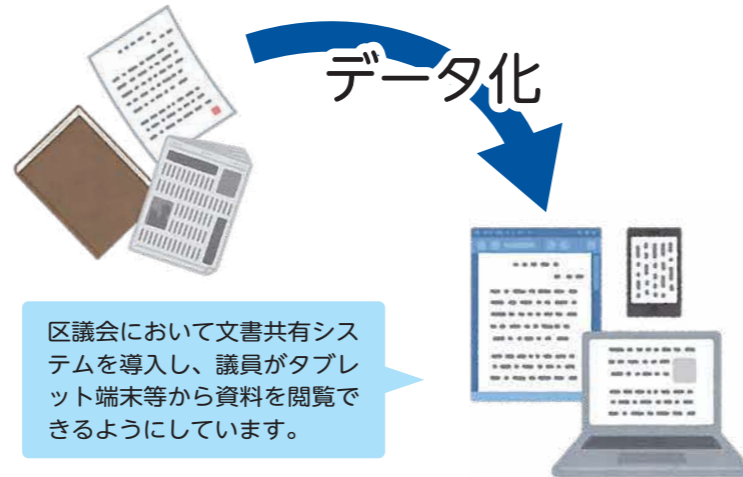 データ化
区議会において文書共有シス
テムを導入し、議員がタブレ
ット端末等から資料を閲覧で
きるようにしています。